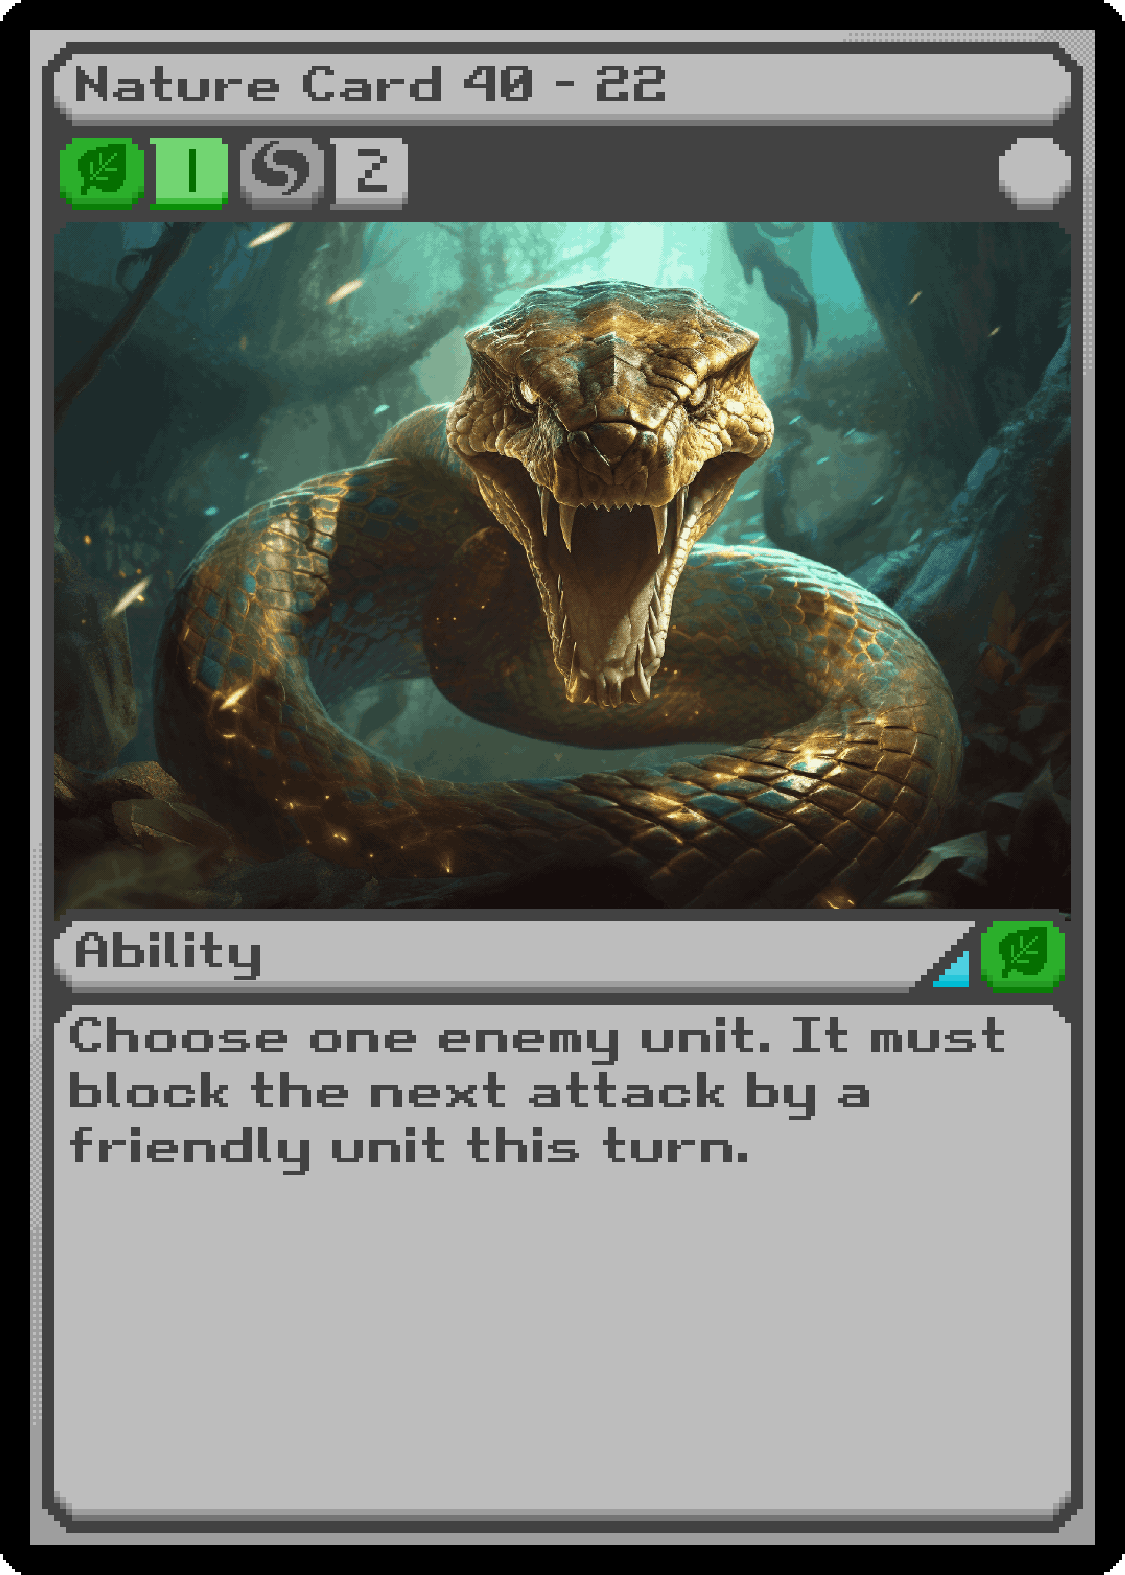 Nature Card 40 - 22
1 2
Ability
Choose one enemy unit. It must
block the next attack by a
friendly unit this turn.